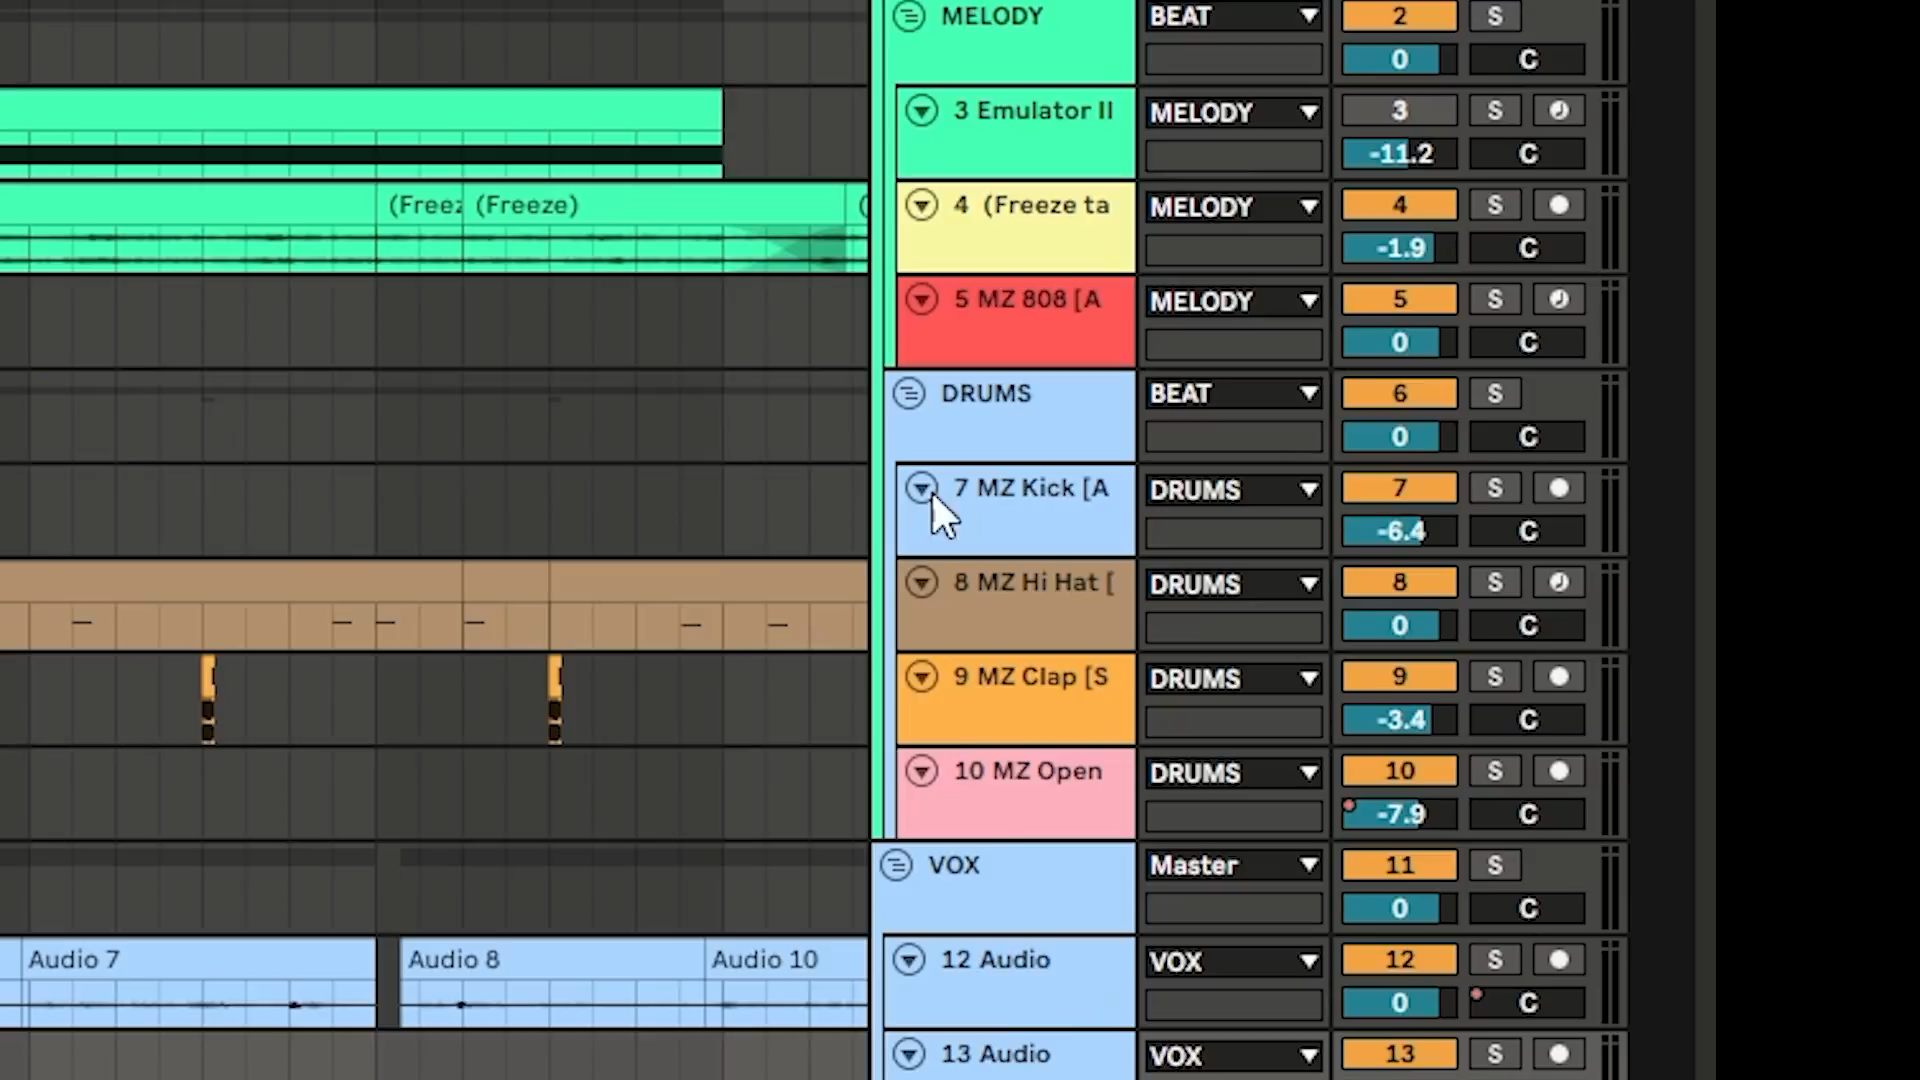 MELODY BEAT 2 S
0 C
3 Emulator II MELODY 3 S
-11.2 C
(Freez (Freeze) ( 4 (Freeze ta MELODY 4 S
-1.9 C
5 MZ 808 [A MELODY 5 S
0 C
DRUMS BEAT 6 S
0 C
7 MZ Kick [A DRUMS 7 S
-6.4 C
8 MZ Hi Hat [ DRUMS 8 S
0 C
9 MZ Clap [S DRUMS 9 S
-3.4 C
10 MZ Open DRUMS 10 S
-7.9 C
VOX Master 11 S
0 C
Audio 7 Audio 8 Audio 10 12 Audio VOX 12 S
0 C
13 Audio VOX 13 S